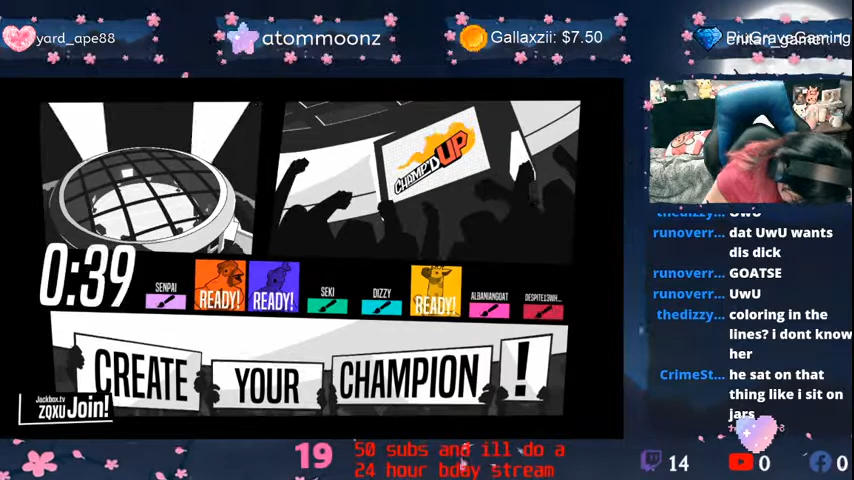 yard_ape88
atommoonz
Gallaxzii: $7.50
CHAMP'D UP
0:39
SENPAI
READY!
READY!
SEKI
DIZZY
READY!
ALBANIANGOAT
DESPITE13WH...
CREATE YOUR CHAMPION !
Jackbox.tv
ZQXU Join!
thedizzy... UwU
runoverr... dat UwU wants
dis dick
runoverr... GOATSE
runoverr... UwU
thedizzy... coloring in the
lines? i dont know
her
CrimeSt... he sat on that
thing like i sit on
jars
19
50 subs and ill do a
24 hour bday stream
14
0
0